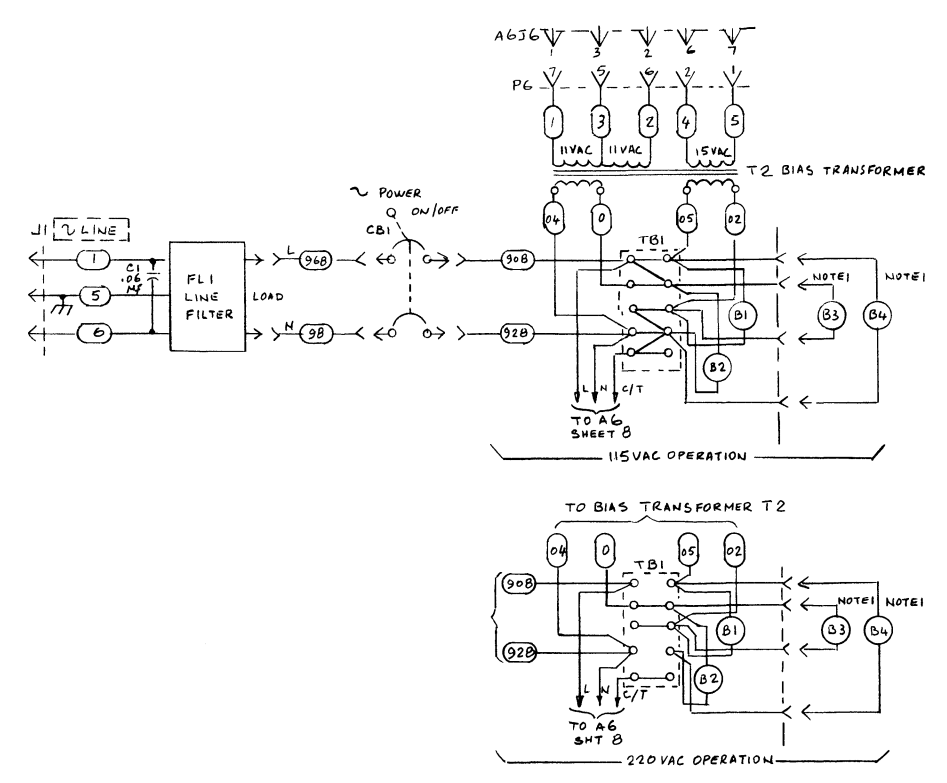 A6J6
1 3 2 6 7
7 5 6 2 1
P6
1 3 2 4 5
11VAC 11VAC 15VAC
T2 BIAS TRANSFORMER
04 0 05 02
~ POWER
ON/OFF
CB1
J1 ~ LINE
TB1
1
C1
.06
Mf
5
6
FL1
LINE
FILTER
LOAD
L 96B
N 9B
90B
92B
NOTE1 NOTE1
B1 B3 B4
B2
L N C/T
TO A6
SHEET 8
115VAC OPERATION
TO BIAS TRANSFORMER T2
04 0 05 02
TB1
90B
92B
NOTE1 NOTE1
B1 B3 B4
B2
L N C/T
TO A6
SHT 8
220 VAC OPERATION